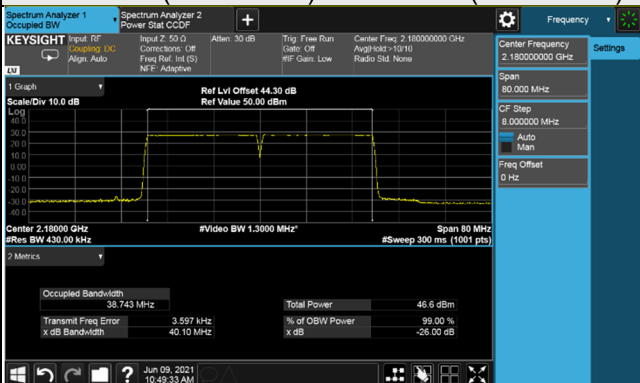 Spectrum Analyzer 1
Occupied BW
Spectrum Analyzer 2
Power Stat CCDF
+
Frequency
KEYSIGHT
Input: RF
Coupling: DC
Align: Auto
Input Z: 50 Ω
Corrections: Off
Freq Ref: Int (S)
NFE: Adaptive
Atten: 30 dB
Trig: Free Run
Gate: Off
#IF Gain: Low
Center Freq: 2.180000000 GHz
Avg|Hold:>10/10
Radio Std: None
LXI
Center Frequency
2.180000000 GHz
Settings
Span
80.000 MHz
CF Step
8.000000 MHz
Auto
Man
Freq Offset
0 Hz
1 Graph
Scale/Div 10.0 dB
Ref Lvl Offset 44.30 dB
Ref Value 50.00 dBm
Log
40.0
30.0
20.0
10.0
0.00
-10.0
-20.0
-30.0
-40.0
Center 2.18000 GHz
#Res BW 430.00 kHz
#Video BW 1.3000 MHz*
Span 80 MHz
#Sweep 300 ms (1001 pts)
2 Metrics
Occupied Bandwidth
38.743 MHz
Transmit Freq Error 3.597 kHz
x dB Bandwidth 40.10 MHz
Total Power 46.6 dBm
% of OBW Power 99.00 %
x dB -26.00 dB
?
Jun 09, 2021
10:49:33 AM